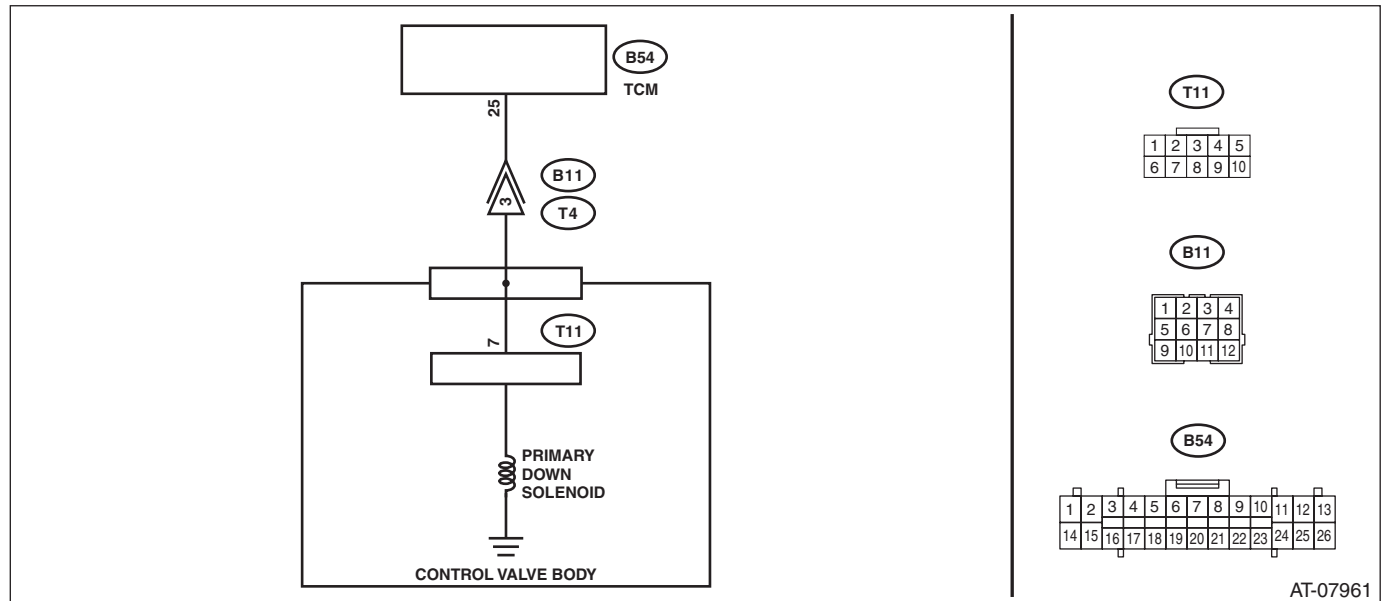 B54
TCM
25
B11
3
T4
T11
7
PRIMARY
DOWN
SOLENOID
CONTROL VALVE BODY
T11
1 2 3 4 5
6 7 8 9 10
B11
1 2 3 4
5 6 7 8
9 10 11 12
B54
1 2 3 4 5 6 7 8 9 10 11 12 13
14 15 16 17 18 19 20 21 22 23 24 25 26
AT-07961